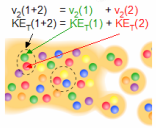 v2(1+2) = v2(1) + v2(2)
KET(1+2) = KET(1) + KET(2)